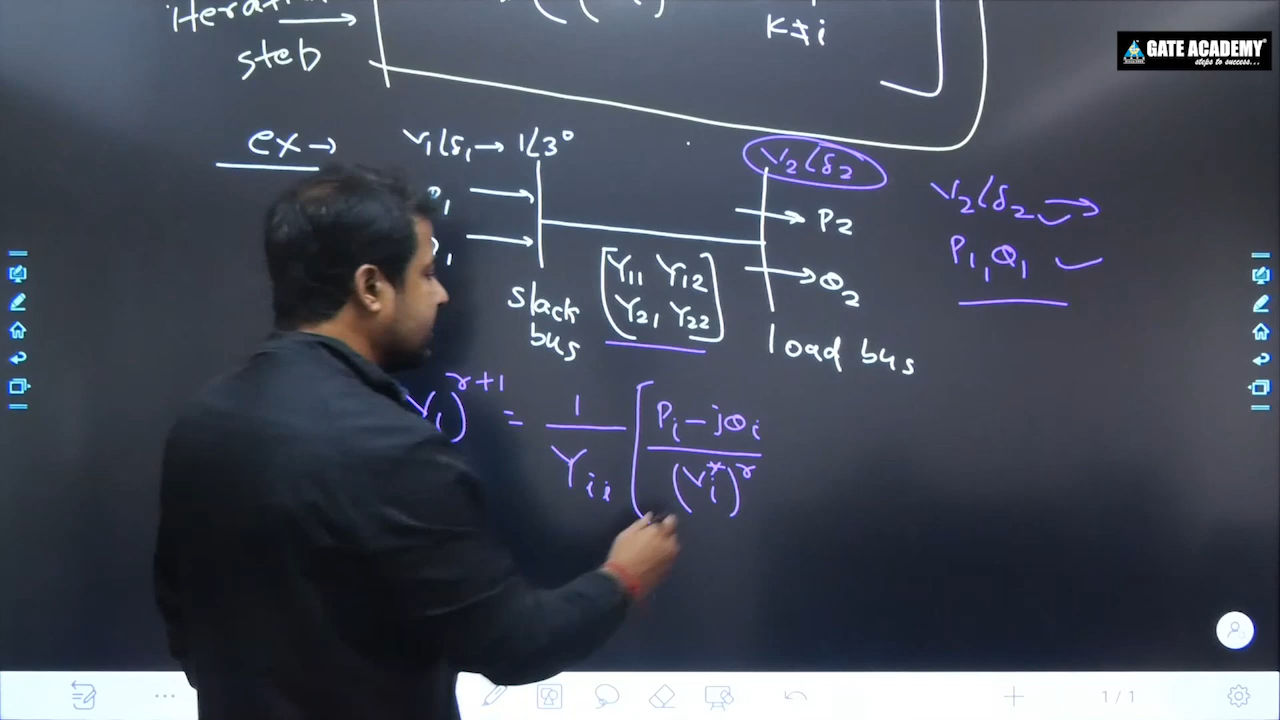 iteration →
step
K≠i
GATE ACADEMY®
steps to success...
ex → V₁∠δ₁ → 1∠3° V₂∠δ₂
V₂∠δ₂ →
P₂
P₁, Q₁
Q₂
Y₁₁ Y₁₂
Y₂₁ Y₂₂
slack
bus
load bus
Vᵢ)^(r+1) = 1/Yᵢᵢ [ Pᵢ - jQᵢ / (Vᵢ*)^r
1/1